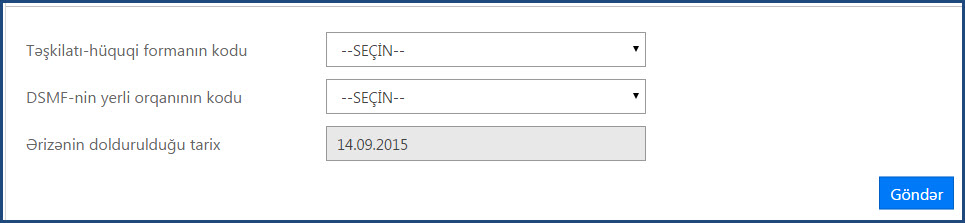 Təşkilatı-hüquqi formanın kodu --SEÇİN--
DSMF-nin yerli orqanının kodu --SEÇİN--
Ərizənin doldurulduğu tarix 14.09.2015
Göndər